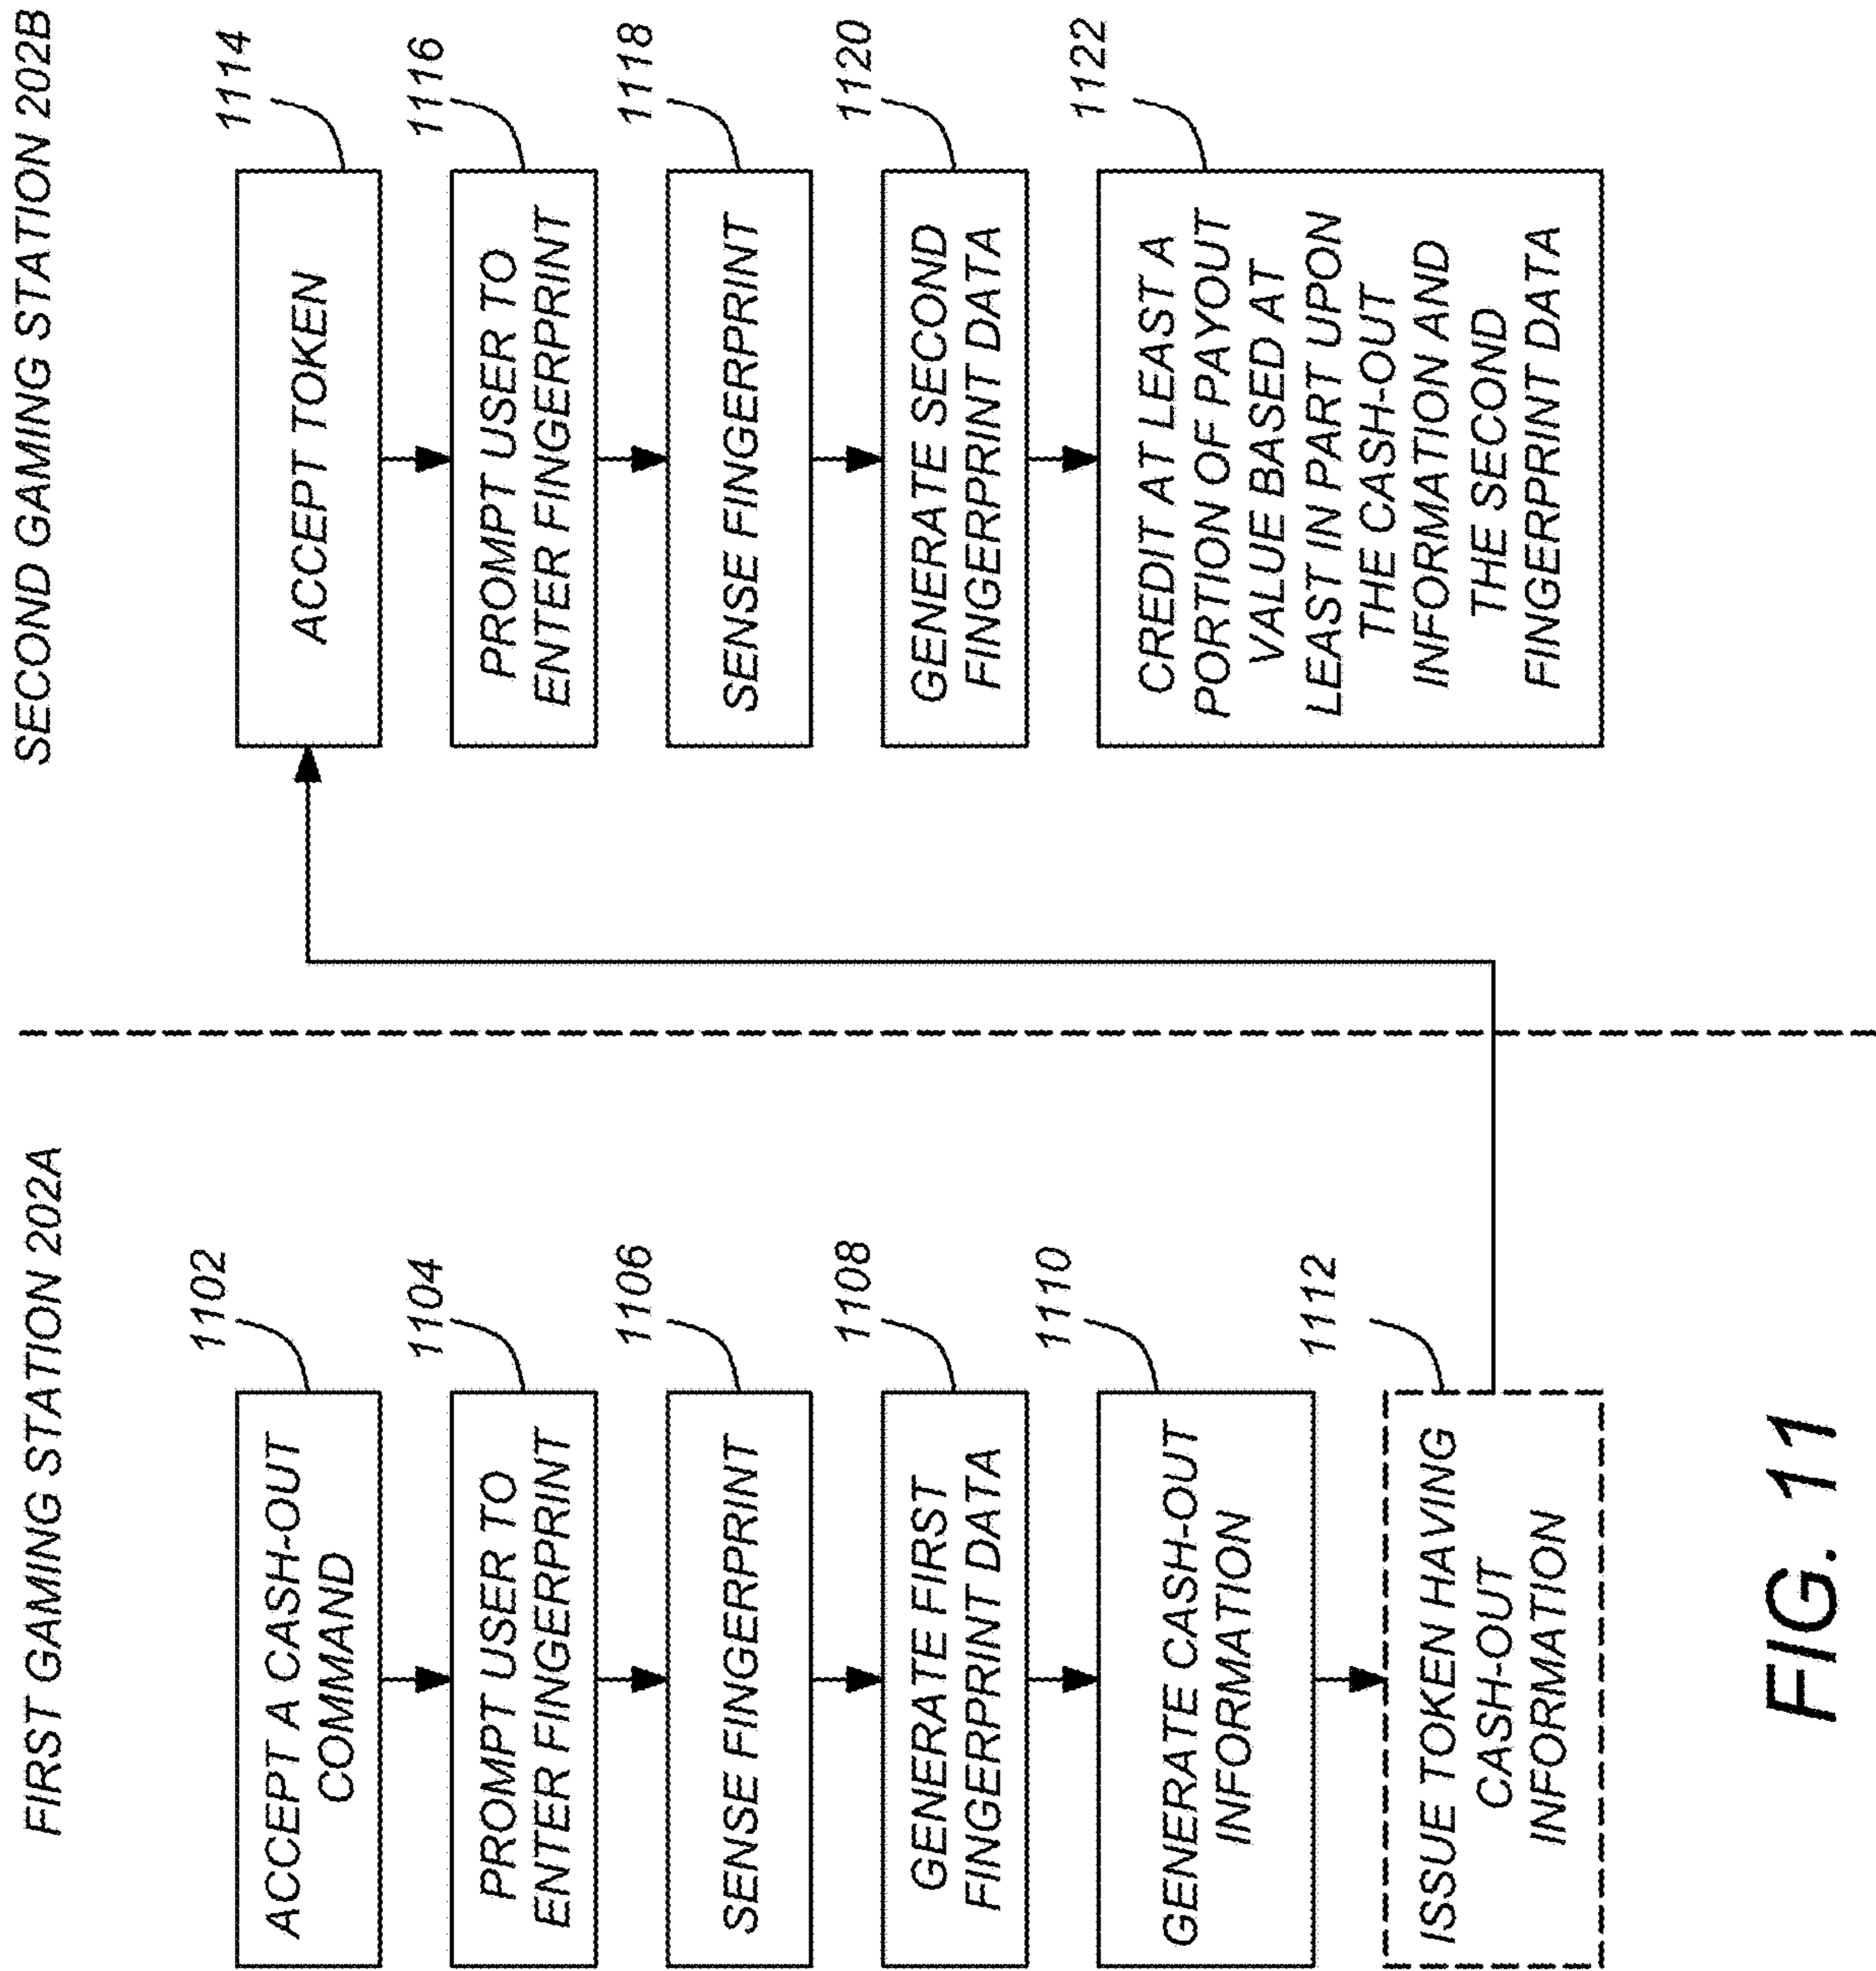 FIRST GAMING STATION 202A
1102
ACCEPT A CASH-OUT
COMMAND
1104
PROMPT USER TO
ENTER FINGERPRINT
1106
SENSE FINGERPRINT
1108
GENERATE FIRST
FINGERPRINT DATA
1110
GENERATE CASH-OUT
INFORMATION
1112
ISSUE TOKEN HAVING
CASH-OUT
INFORMATION
SECOND GAMING STATION 202B
1114
ACCEPT TOKEN
1116
PROMPT USER TO
ENTER FINGERPRINT
1118
SENSE FINGERPRINT
1120
GENERATE SECOND
FINGERPRINT DATA
1122
CREDIT AT LEAST A
PORTION OF PAYOUT
VALUE BASED AT
LEAST IN PART UPON
THE CASH-OUT
INFORMATION AND
THE SECOND
FINGERPRINT DATA
FIG. 11